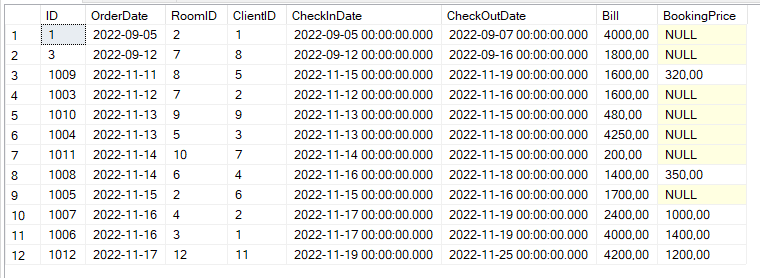 ID OrderDate RoomID ClientID CheckInDate CheckOutDate Bill BookingPrice
1 1 2022-09-05 2 1 2022-09-05 00:00:00.000 2022-09-07 00:00:00.000 4000,00 NULL
2 3 2022-09-12 7 8 2022-09-12 00:00:00.000 2022-09-16 00:00:00.000 1800,00 NULL
3 1009 2022-11-11 8 5 2022-11-15 00:00:00.000 2022-11-19 00:00:00.000 1600,00 320,00
4 1003 2022-11-12 7 2 2022-11-12 00:00:00.000 2022-11-16 00:00:00.000 1600,00 NULL
5 1010 2022-11-13 9 9 2022-11-13 00:00:00.000 2022-11-15 00:00:00.000 480,00 NULL
6 1004 2022-11-13 5 3 2022-11-13 00:00:00.000 2022-11-18 00:00:00.000 4250,00 NULL
7 1011 2022-11-14 10 7 2022-11-14 00:00:00.000 2022-11-15 00:00:00.000 200,00 NULL
8 1008 2022-11-14 6 4 2022-11-16 00:00:00.000 2022-11-18 00:00:00.000 1400,00 350,00
9 1005 2022-11-15 2 6 2022-11-15 00:00:00.000 2022-11-16 00:00:00.000 1700,00 NULL
10 1007 2022-11-16 4 2 2022-11-17 00:00:00.000 2022-11-19 00:00:00.000 2400,00 1000,00
11 1006 2022-11-16 3 1 2022-11-17 00:00:00.000 2022-11-19 00:00:00.000 4000,00 1400,00
12 1012 2022-11-17 12 11 2022-11-19 00:00:00.000 2022-11-25 00:00:00.000 4200,00 1200,00